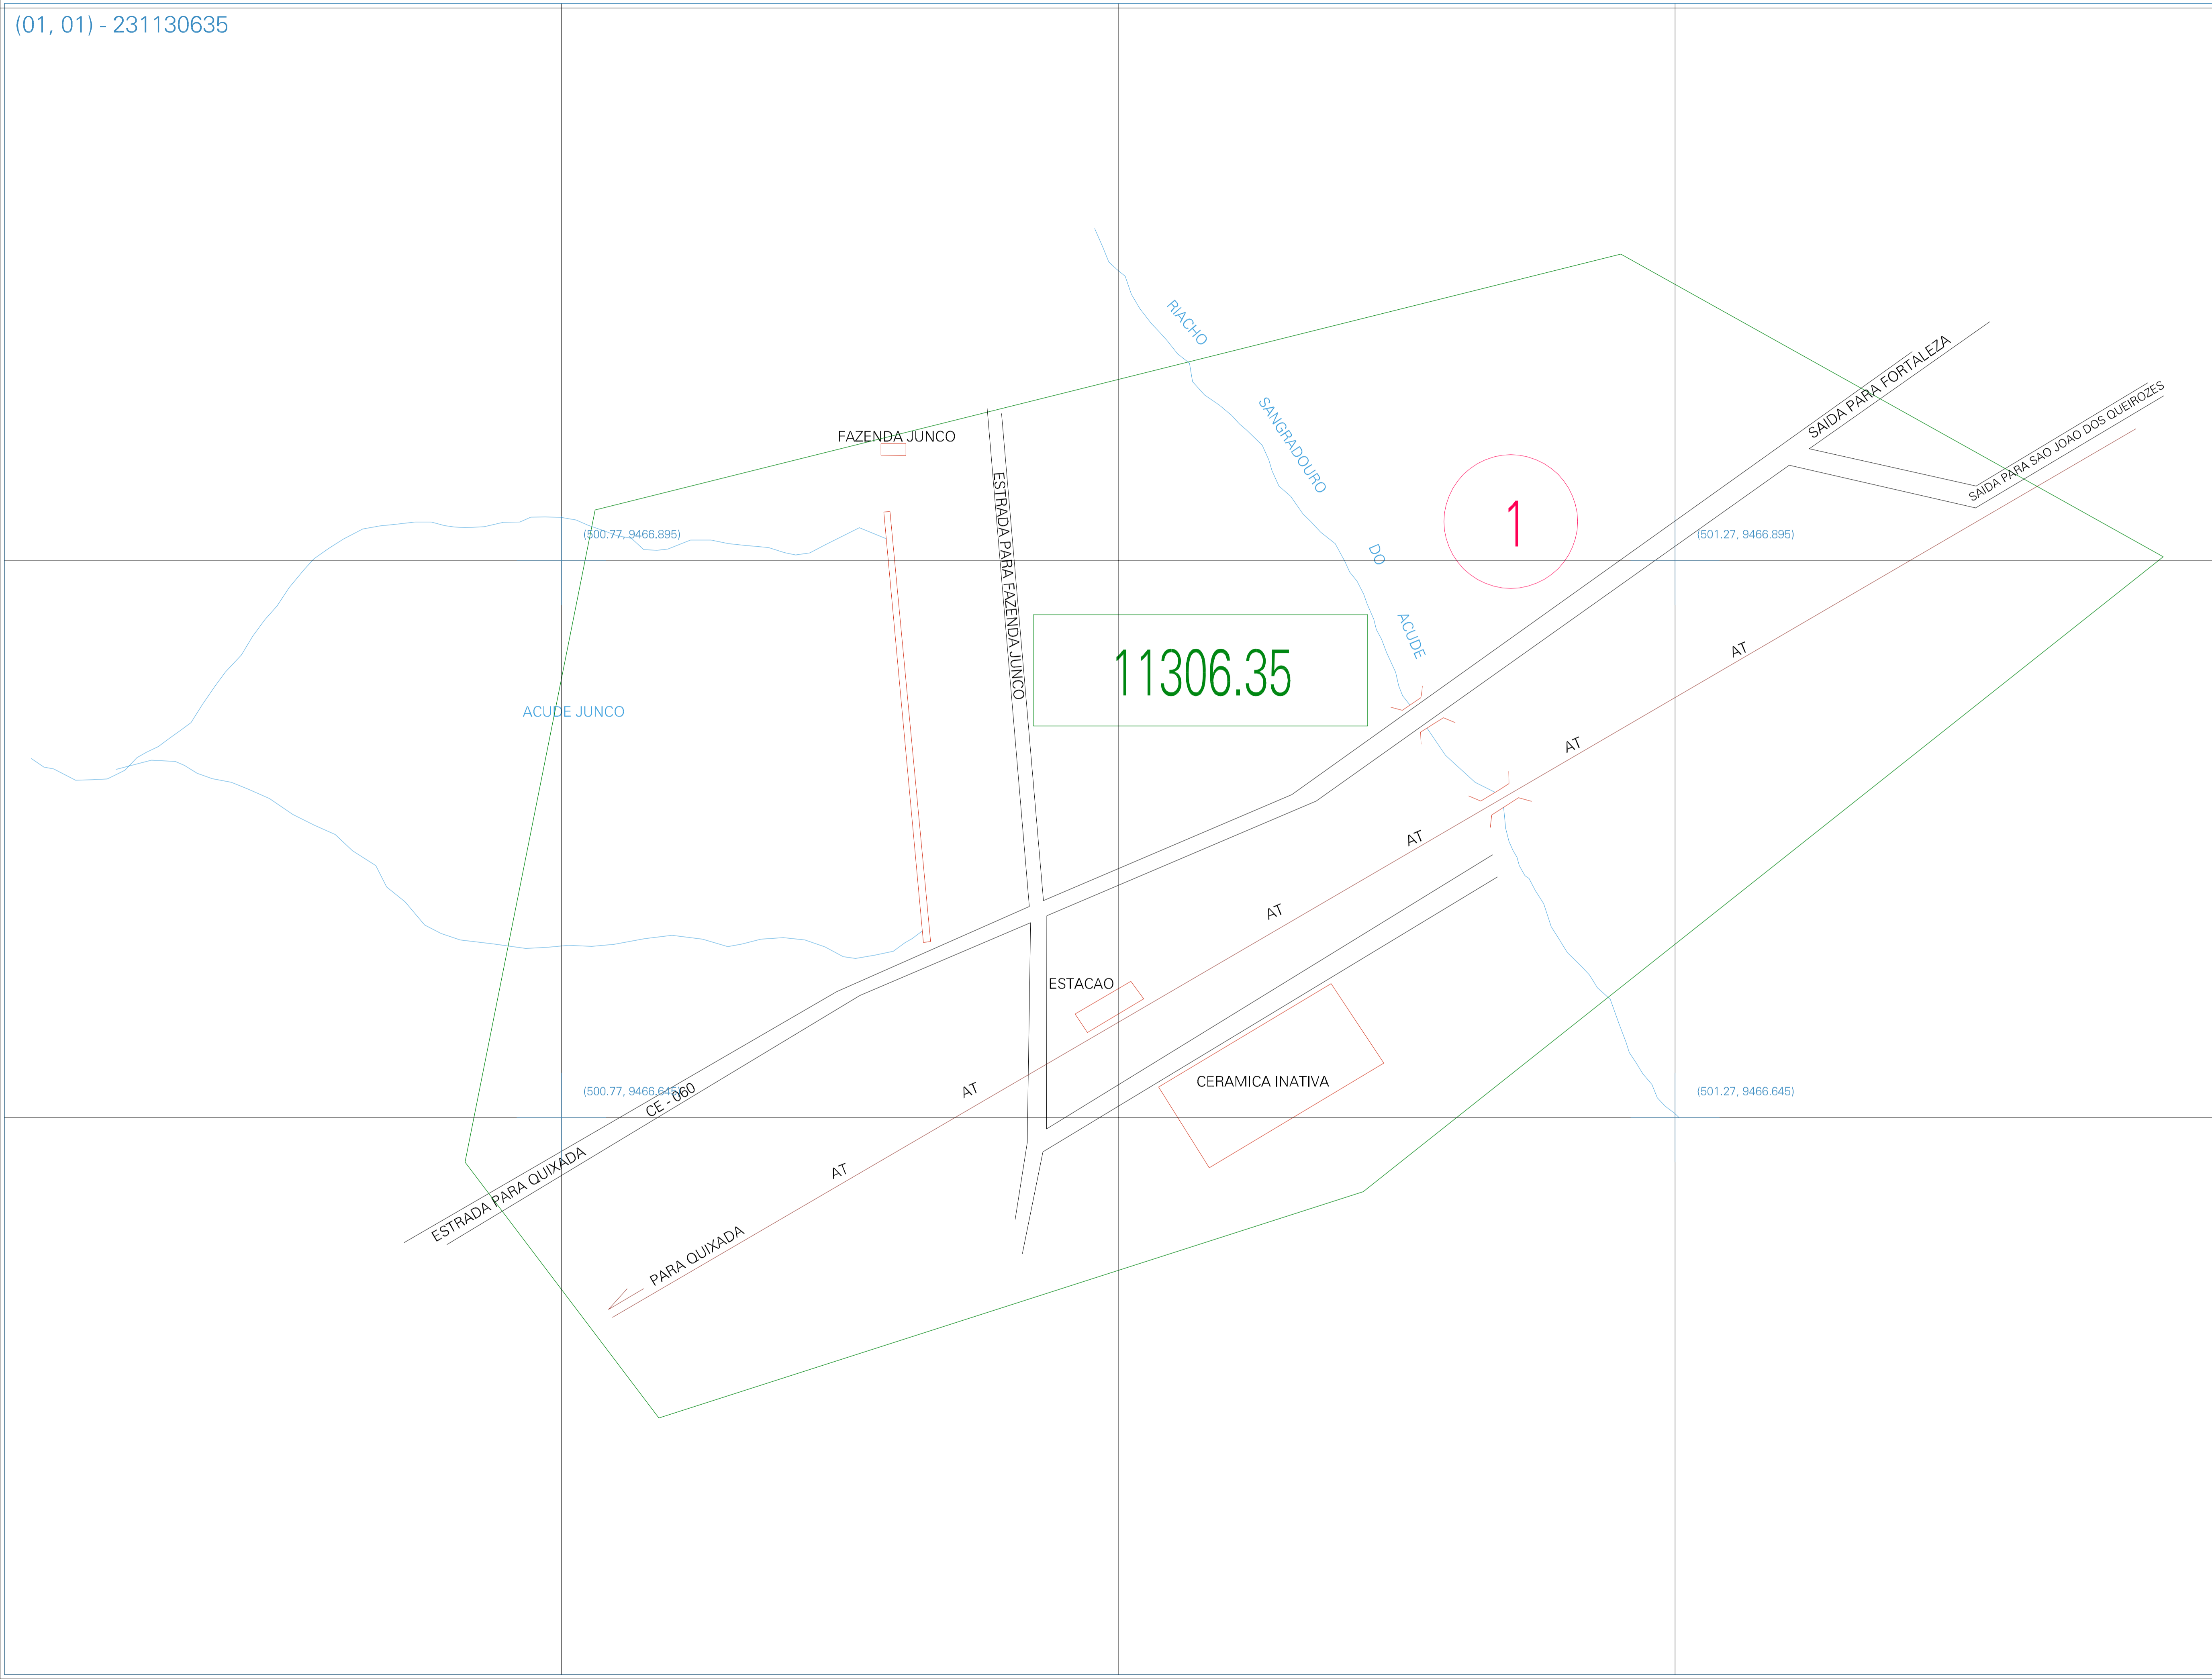 (01, 01) - 231130635
RIACHO
SANGRADOURO
DO
ACUDE
SAIDA PARA FORTALEZA
SAIDA PARA SAO JOAO DOS QUEIROZES
FAZENDA JUNCO
ESTRADA PARA FAZENDA JUNCO
1
(500.77, 9466.895)
(501.27, 9466.895)
11306.35
ACUDE JUNCO
AT
AT
AT
AT
ESTACAO
CERAMICA INATIVA
(500.77, 9466.645)
(501.27, 9466.645)
CE - 060
AT
AT
ESTRADA PARA QUIXADA
PARA QUIXADA